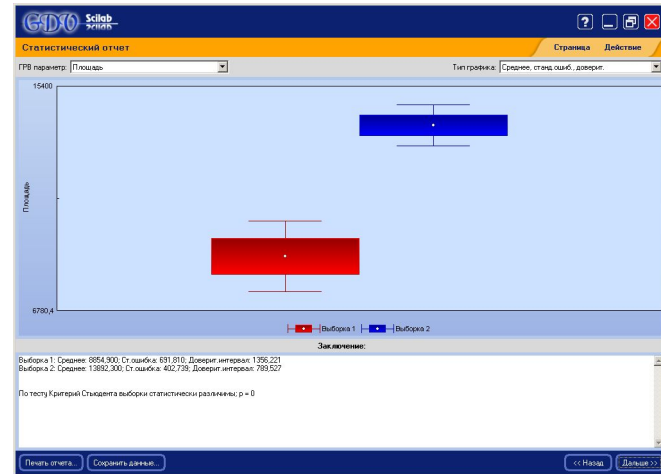 GDV Scilab
Статистический отчет
Страница Действие
ГРВ параметр: Площадь
Тип графика: Среднее, станд.ошиб., доверит.
15400
Площадь
6780,4
Выборка 1 Выборка 2
Заключение:
Выборка 1: Среднее: 8854,900; Ст.ошибка: 691,810; Доверит.интервал: 1356,221
Выборка 2: Среднее: 13892,300; Ст.ошибка: 402,739; Доверит.интервал: 789,527
По тесту Критерий Стьюдента выборки статистически различимы; p = 0
Печать отчета... Сохранить данные... << Назад Дальше >>